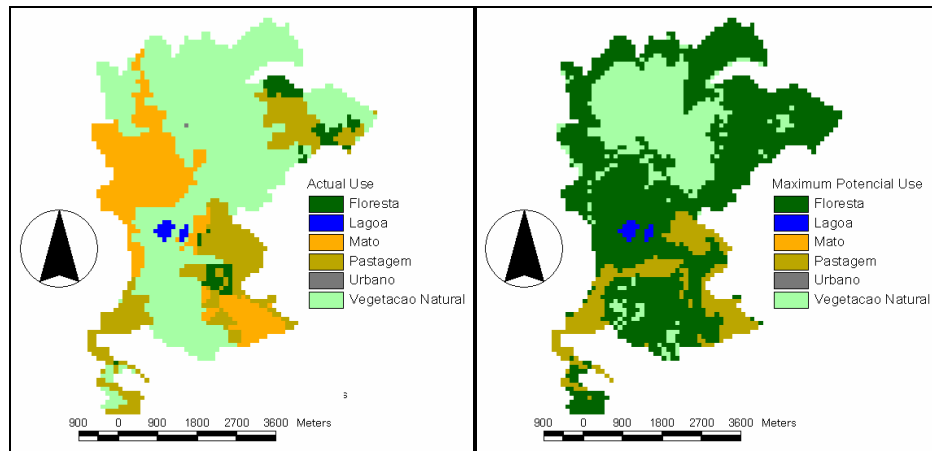 Actual Use
Floresta
Lagoa
Mato
Pastagem
Urbano
Vegetacao Natural
s
900 0 900 1800 2700 3600 Meters
Maximum Potencial Use
Floresta
Lagoa
Mato
Pastagem
Urbano
Vegetacao Natural
900 0 900 1800 2700 3600 Meters